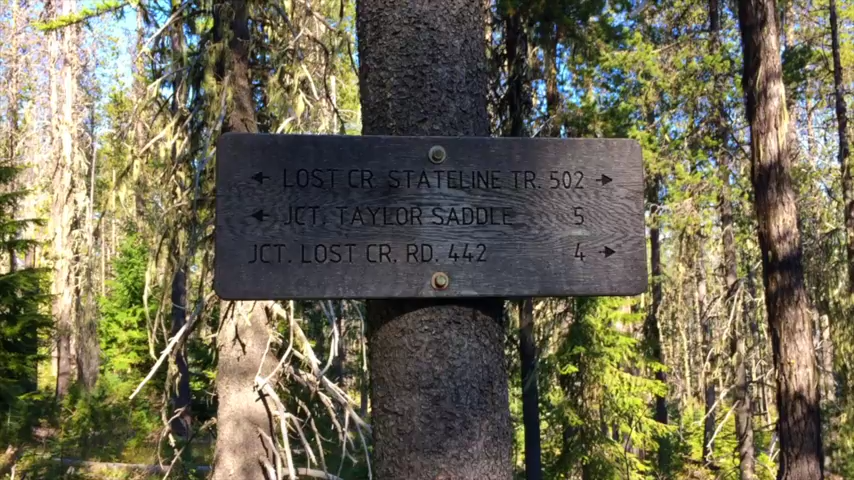 ← LOST CR STATELINE TR. 502 →
← JCT. TAYLOR SADDLE 5
JCT. LOST CR. RD. 442 4 →